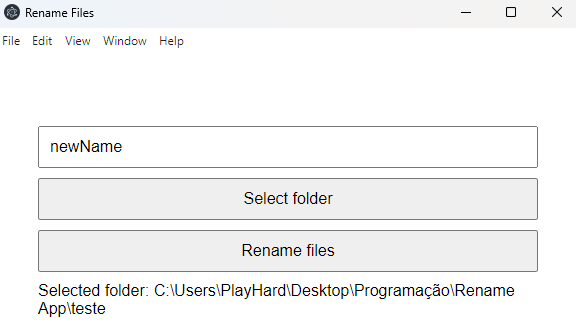 Rename Files
File Edit View Window Help
newName
Select folder
Rename files
Selected folder: C:\Users\PlayHard\Desktop\Programação\Rename
App\teste